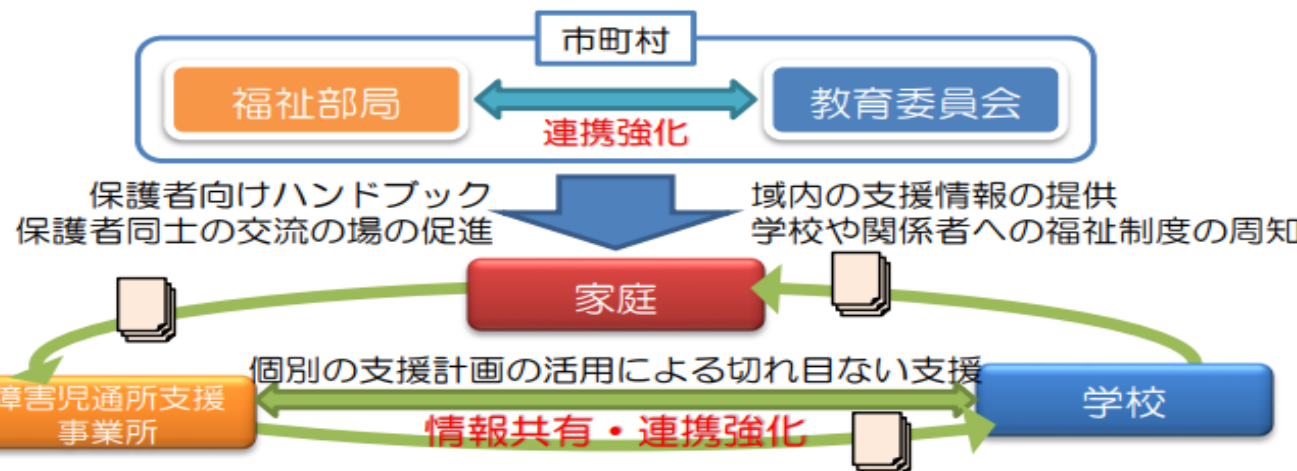 市町村
福祉部局
教育委員会
連携強化
保護者向けハンドブック
保護者同士の交流の場の促進
域内の支援情報の提供
学校や関係者への福祉制度の周知
家庭
個別の支援計画の活用による切れ目ない支援
障害児通所支援
事業所
学校
情報共有・連携強化